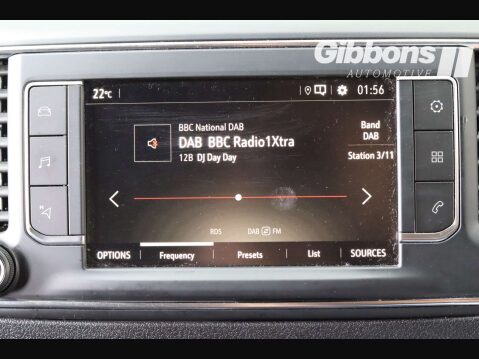 Gibbons
AUTOMOTIVE
22°C
01:56
BBC National DAB
DAB BBC Radio1Xtra
12B DJ Day Day
Band
DAB
Station 3/11
RDS DAB FM
OPTIONS Frequency Presets List SOURCES
N